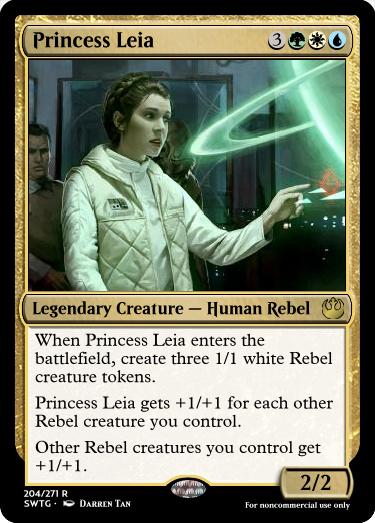 Princess Leia 3
Legendary Creature — Human Rebel
When Princess Leia enters the
battlefield, create three 1/1 white Rebel
creature tokens.
Princess Leia gets +1/+1 for each other
Rebel creature you control.
Other Rebel creatures you control get
+1/+1.
2/2
204/271 R
SWTG • Darren Tan
For noncommercial use only.